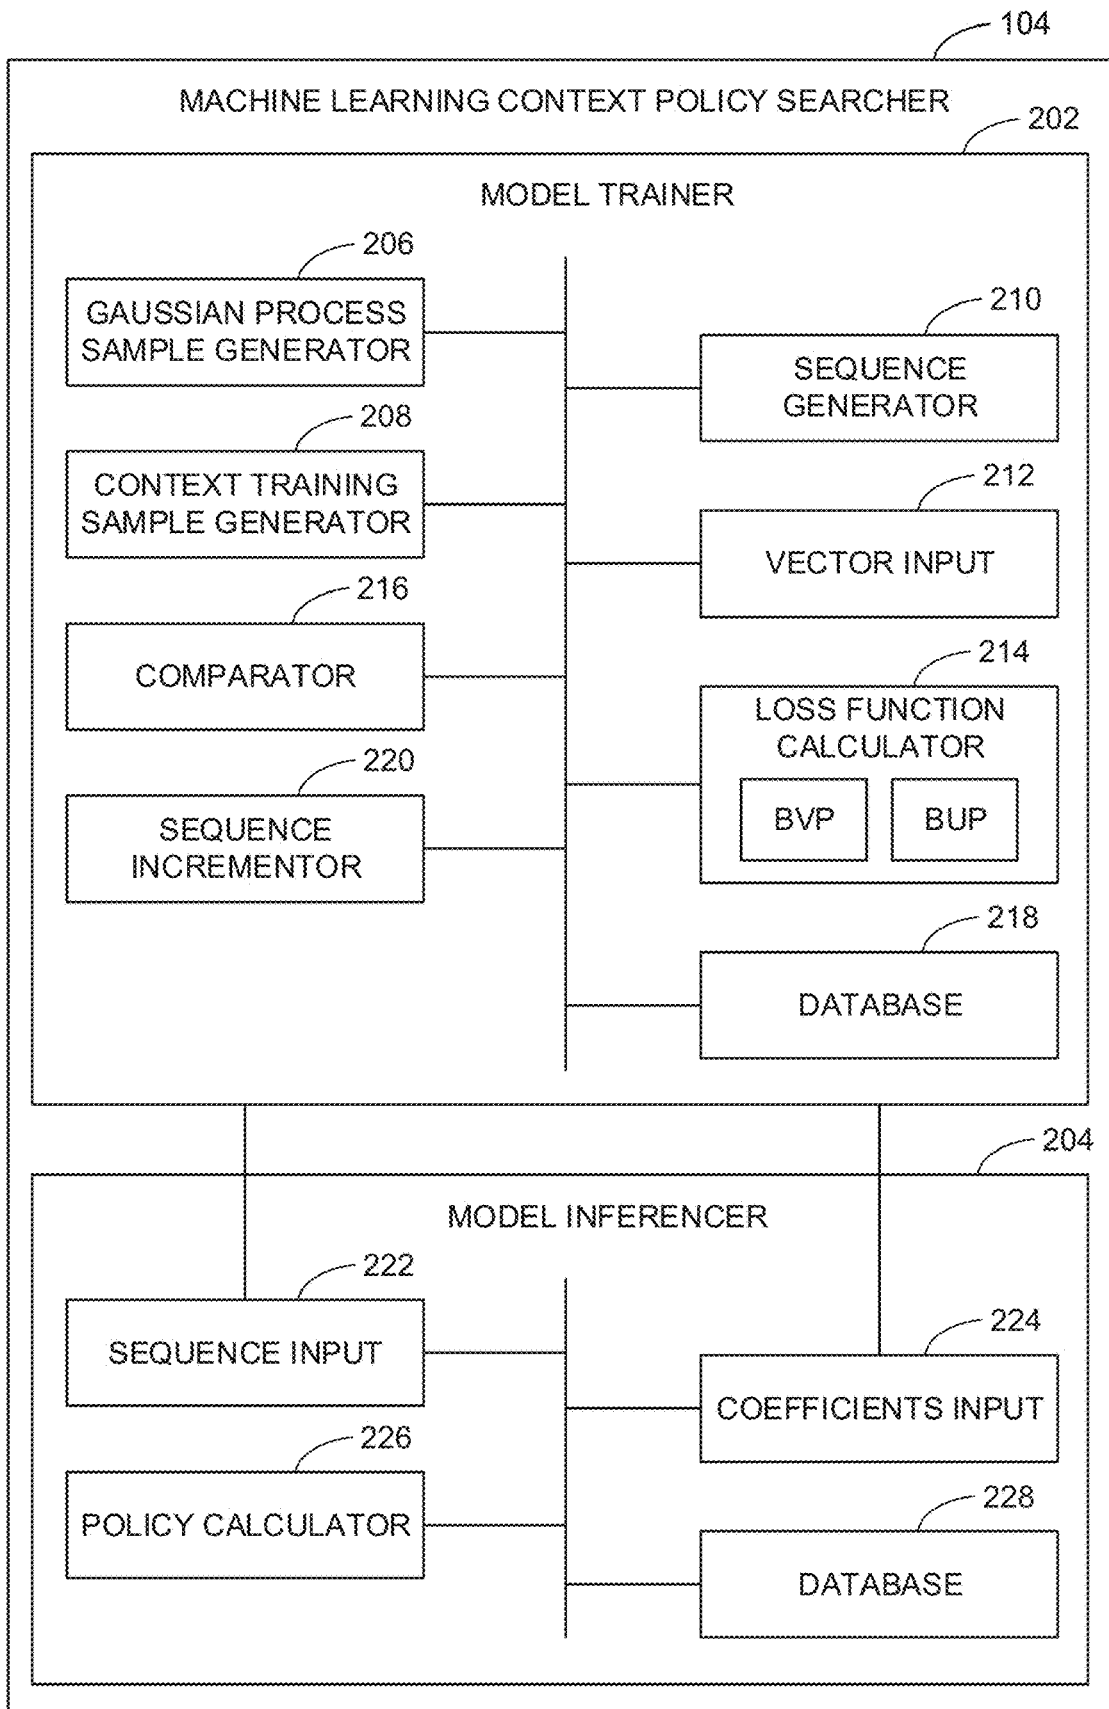 104
MACHINE LEARNING CONTEXT POLICY SEARCHER
202
MODEL TRAINER
206
GAUSSIAN PROCESS
SAMPLE GENERATOR
210
SEQUENCE
GENERATOR
208
CONTEXT TRAINING
SAMPLE GENERATOR
212
VECTOR INPUT
216
COMPARATOR
214
LOSS FUNCTION
CALCULATOR
BVP
BUP
220
SEQUENCE
INCREMENTOR
218
DATABASE
204
MODEL INFERENCER
222
SEQUENCE INPUT
224
COEFFICIENTS INPUT
226
POLICY CALCULATOR
228
DATABASE